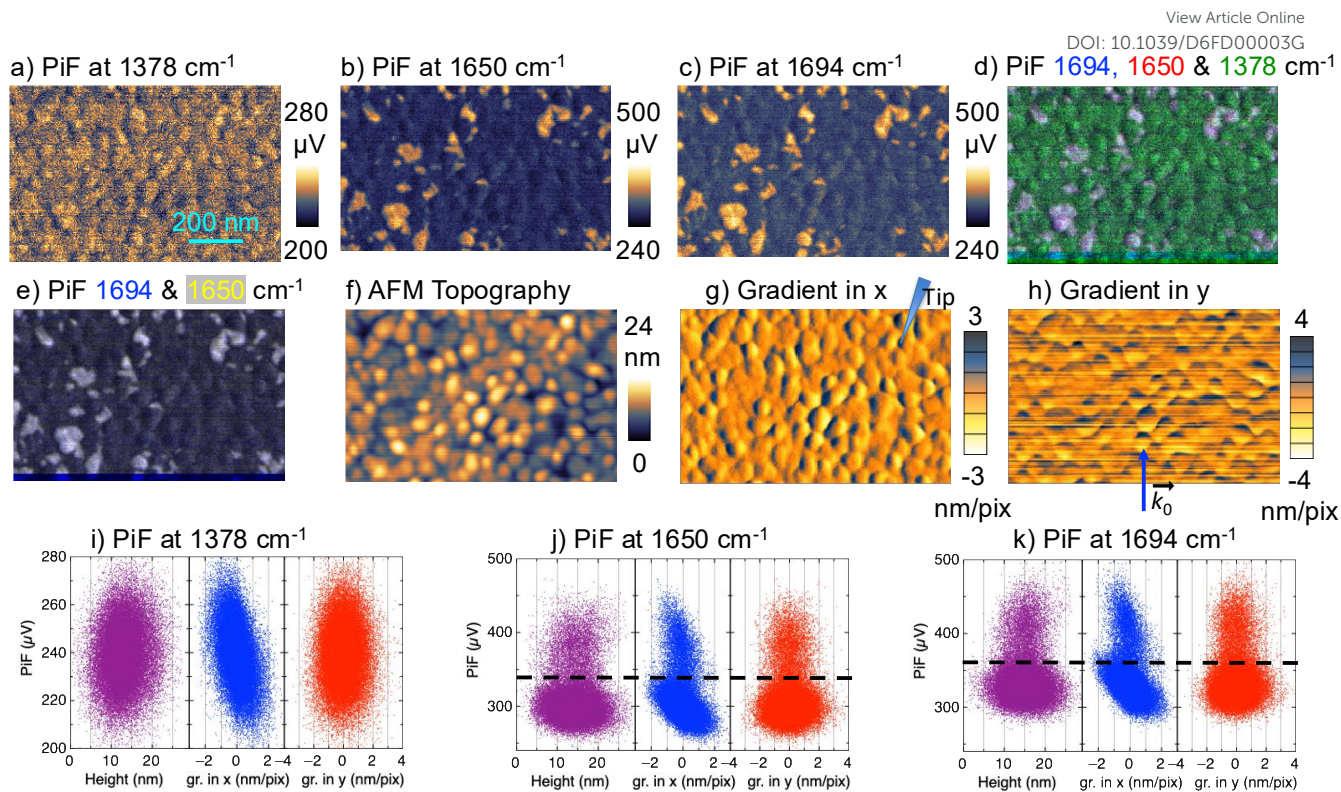 View Article Online
DOI: 10.1039/D6FD00003G
a) PiF at 1378 cm⁻¹
b) PiF at 1650 cm⁻¹
c) PiF at 1694 cm⁻¹
d) PiF 1694, 1650 & 1378 cm⁻¹
280
µV
200
200 nm
500
µV
240
500
µV
240
e) PiF 1694 & 1650 cm⁻¹
f) AFM Topography
g) Gradient in x
h) Gradient in y
24
nm
0
Tip
3
-3
nm/pix
4
-4
nm/pix
k₀
i) PiF at 1378 cm⁻¹
j) PiF at 1650 cm⁻¹
k) PiF at 1694 cm⁻¹
PiF (µV)
280
260
240
220
200
0 10 20
−2 0 2
−4 −2 0 2 4
Height (nm)
gr. in x (nm/pix)
gr. in y (nm/pix)
PiF (µV)
500
400
300
0 10 20
−2 0 2
−4 −2 0 2 4
Height (nm)
gr. in x (nm/pix)
gr. in y (nm/pix)
PiF (µV)
500
400
300
0 10 20
−2 0 2
−4 −2 0 2 4
Height (nm)
gr. in x (nm/pix)
gr. in y (nm/pix)